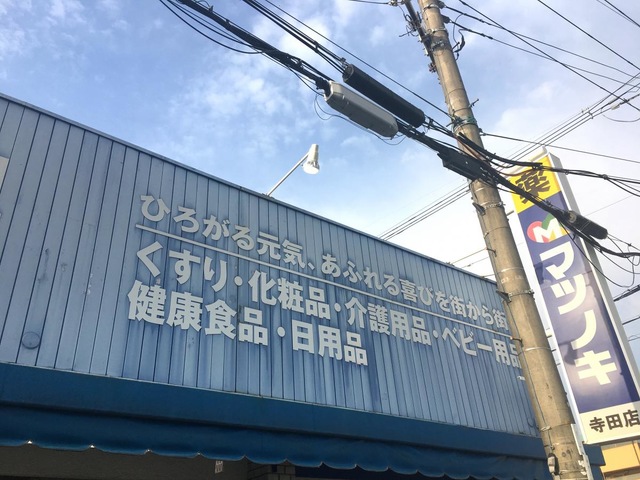 ひろがる元気、あふれる喜びを街から街
くすり・化粧品・介護用品・ベビー用品
健康食品・日用品
薬
マツノキ
寺田店